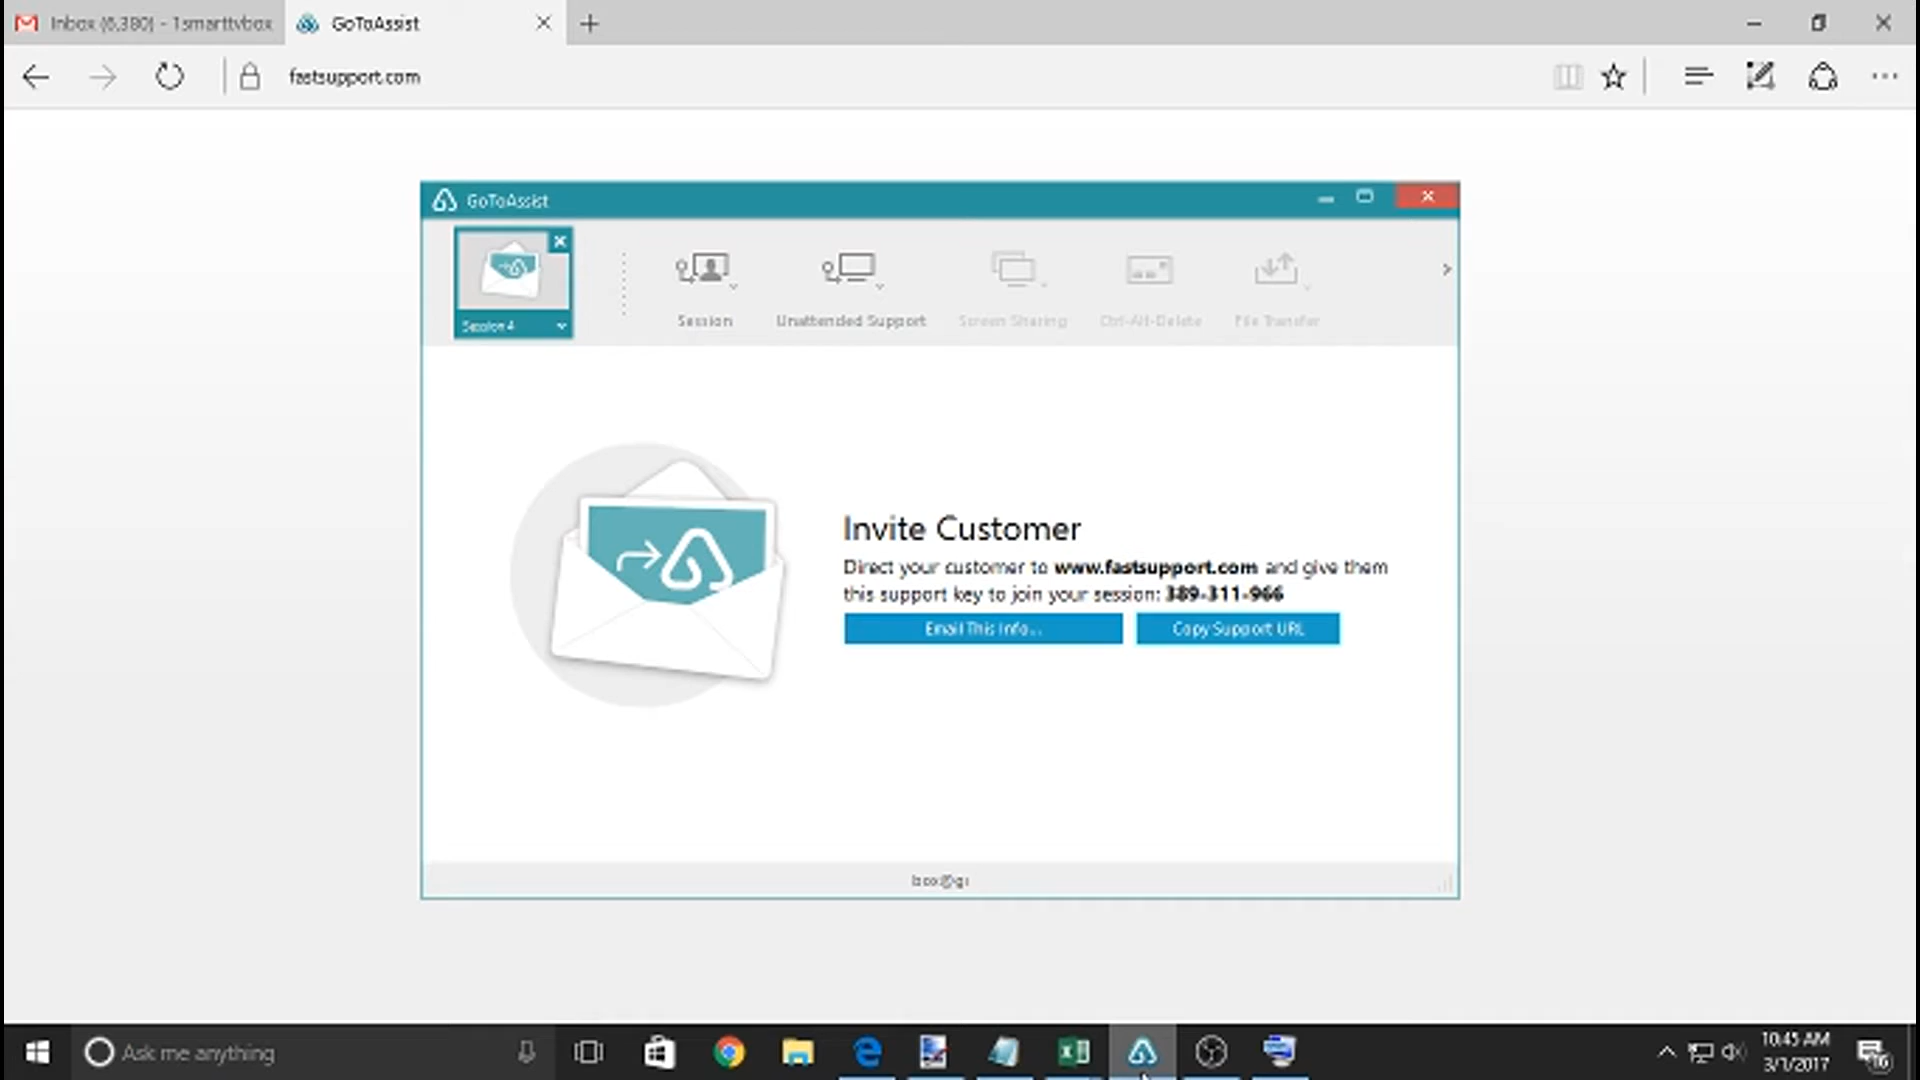 Inbox (6,380) - 1smarttvbox
GoToAssist
fastsupport.com
GoToAssist
Session 4
Session
Unattended Support
Screen Sharing
Ctrl-Alt-Delete
File Transfer
Invite Customer
Direct your customer to www.fastsupport.com and give them
this support key to join your session: 389-311-966
Email This Info...
Copy Support URL
box@gi
Ask me anything
10:45 AM
3/1/2017
16